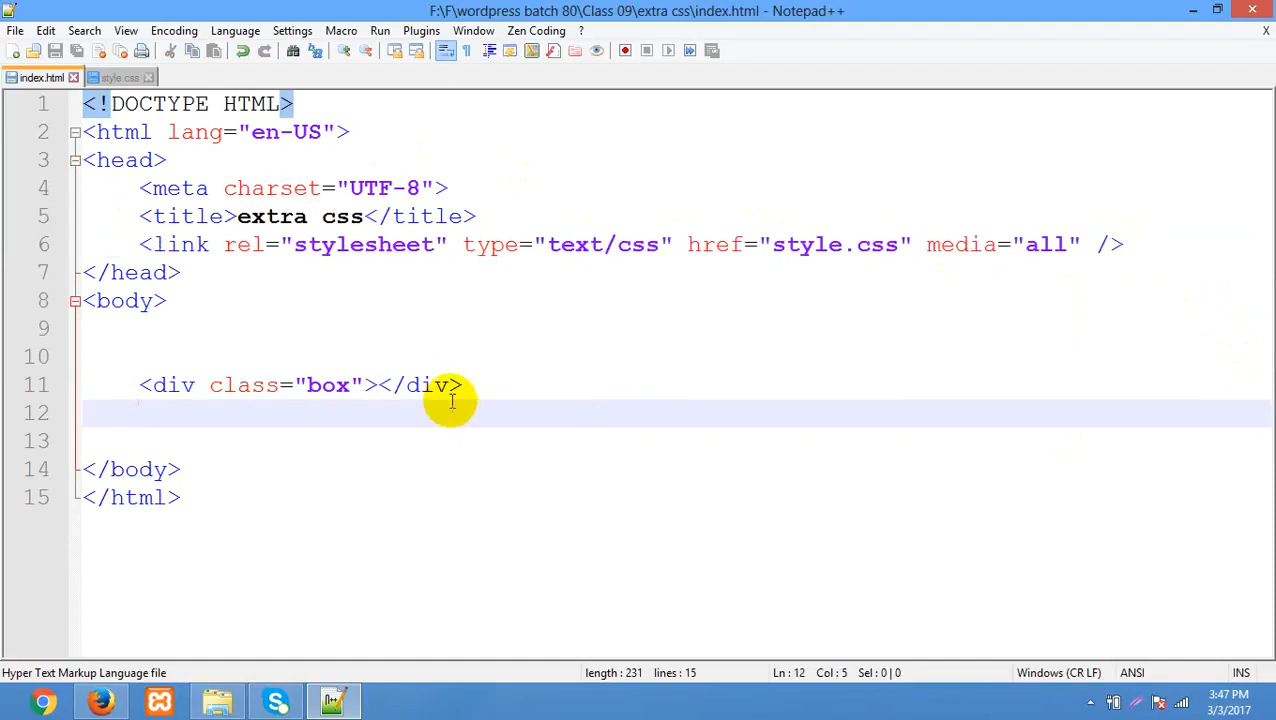 F:\F\wordpress batch 80\Class 09\extra css\index.html - Notepad++
File Edit Search View Encoding Language Settings Macro Run Plugins Window Zen Coding ? X
index.html style.css
1 <!DOCTYPE HTML>
2 <html lang="en-US">
3 <head>
4 <meta charset="UTF-8">
5 <title>extra css</title>
6 <link rel="stylesheet" type="text/css" href="style.css" media="all" />
7 </head>
8 <body>
9
10
11 <div class="box"></div>
12
13
14 </body>
15 </html>
Hyper Text Markup Language file length : 231 lines : 15 Ln : 12 Col : 5 Sel : 0 | 0 Windows (CR LF) ANSI INS
3:47 PM
3/3/2017